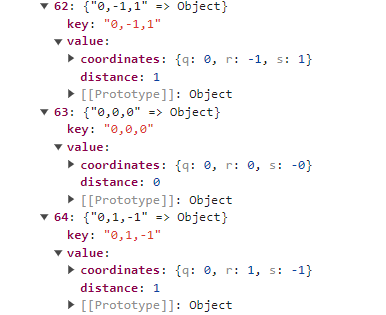 ▼ 62: {"0,-1,1" => Object}
key: "0,-1,1"
▼ value:
▶ coordinates: {q: 0, r: -1, s: 1}
distance: 1
▶ [[Prototype]]: Object
▼ 63: {"0,0,0" => Object}
key: "0,0,0"
▼ value:
▶ coordinates: {q: 0, r: 0, s: -0}
distance: 0
▶ [[Prototype]]: Object
▼ 64: {"0,1,-1" => Object}
key: "0,1,-1"
▼ value:
▶ coordinates: {q: 0, r: 1, s: -1}
distance: 1
▶ [[Prototype]]: Object